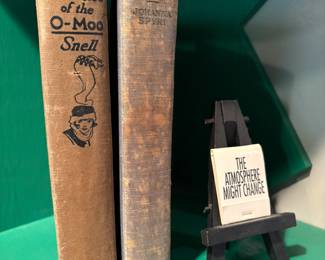 of the
O-Moo
Snell
JOHANNA
SPYRI
THE
ATMOSPHERE
MIGHT CHANGE